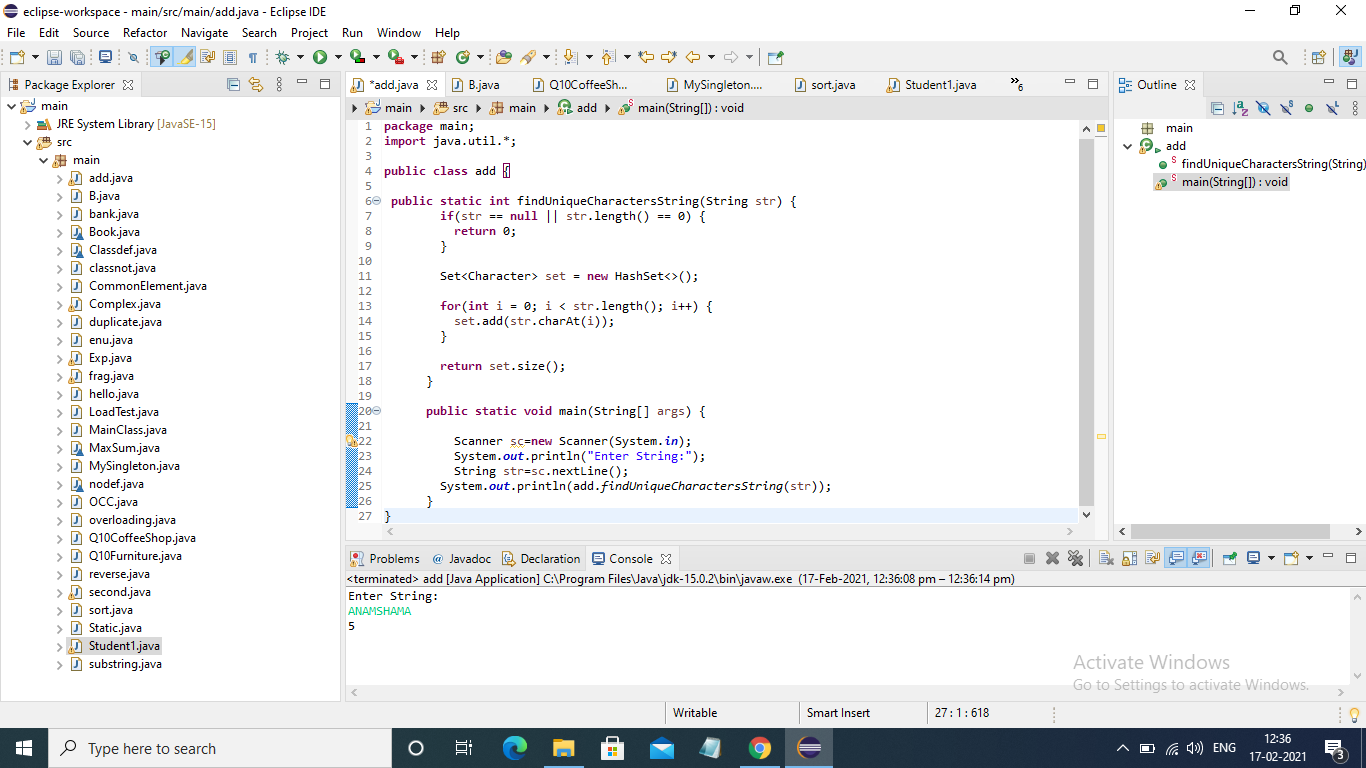 eclipse-workspace - main/src/main/add.java - Eclipse IDE
File Edit Source Refactor Navigate Search Project Run Window Help
Package Explorer
main
JRE System Library [JavaSE-15]
src
main
add.java
B.java
bank.java
Book.java
Classdef.java
classnot.java
CommonElement.java
Complex.java
duplicate.java
enu.java
Exp.java
frag.java
hello.java
LoadTest.java
MainClass.java
MaxSum.java
MySingleton.java
nodef.java
OCC.java
overloading.java
Q10CoffeeShop.java
Q10Furniture.java
reverse.java
second.java
sort.java
Static.java
Student1.java
substring.java
*add.java B.java Q10CoffeeSh... MySingleton.... sort.java Student1.java »6
main src main add main(String[]) : void
1 package main;
2 import java.util.*;
3
4 public class add {
5
6 public static int findUniqueCharactersString(String str) {
7 if(str == null || str.length() == 0) {
8 return 0;
9 }
10
11 Set<Character> set = new HashSet<>();
12
13 for(int i = 0; i < str.length(); i++) {
14 set.add(str.charAt(i));
15 }
16
17 return set.size();
18 }
19
20 public static void main(String[] args) {
21
22 Scanner sc=new Scanner(System.in);
23 System.out.println("Enter String:");
24 String str=sc.nextLine();
25 System.out.println(add.findUniqueCharactersString(str));
26 }
27 }
Outline
main
add
findUniqueCharactersString(String)
main(String[]) : void
Problems @ Javadoc Declaration Console
<terminated> add [Java Application] C:\Program Files\Java\jdk-15.0.2\bin\javaw.exe (17-Feb-2021, 12:36:08 pm – 12:36:14 pm)
Enter String:
ANAMSHAMA
5
Activate Windows
Go to Settings to activate Windows.
Writable Smart Insert 27 : 1 : 618
Type here to search
ENG
12:36
17-02-2021
3